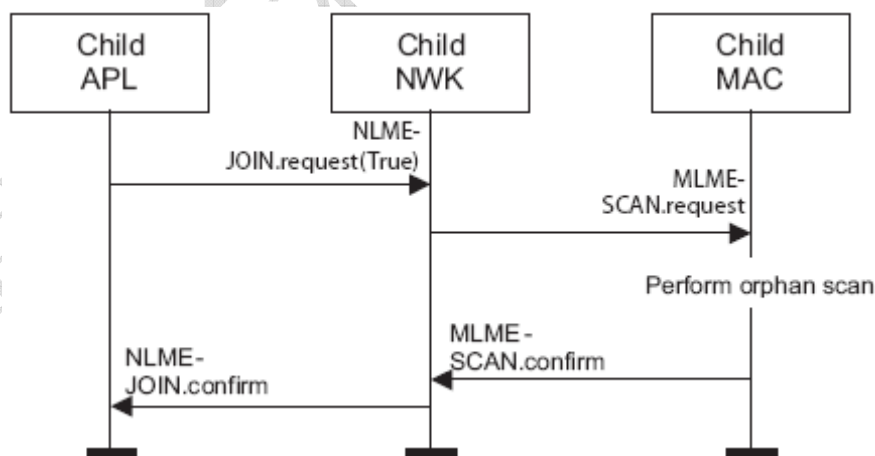 Child
APL
Child
NWK
Child
MAC
NLME-
JOIN.request(True)
MLME-
SCAN.request
Perform orphan scan
MLME-
SCAN.confirm
NLME-
JOIN.confirm